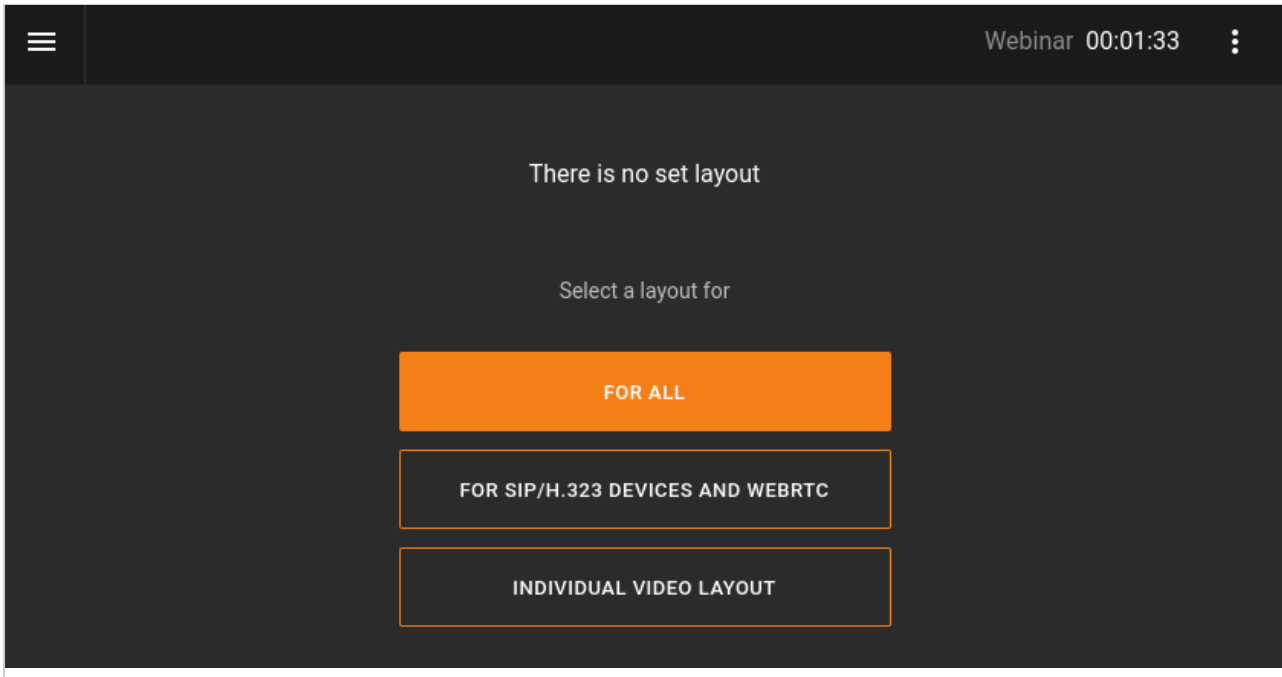 Webinar 00:01:33
There is no set layout
Select a layout for
FOR ALL
FOR SIP/H.323 DEVICES AND WEBRTC
INDIVIDUAL VIDEO LAYOUT